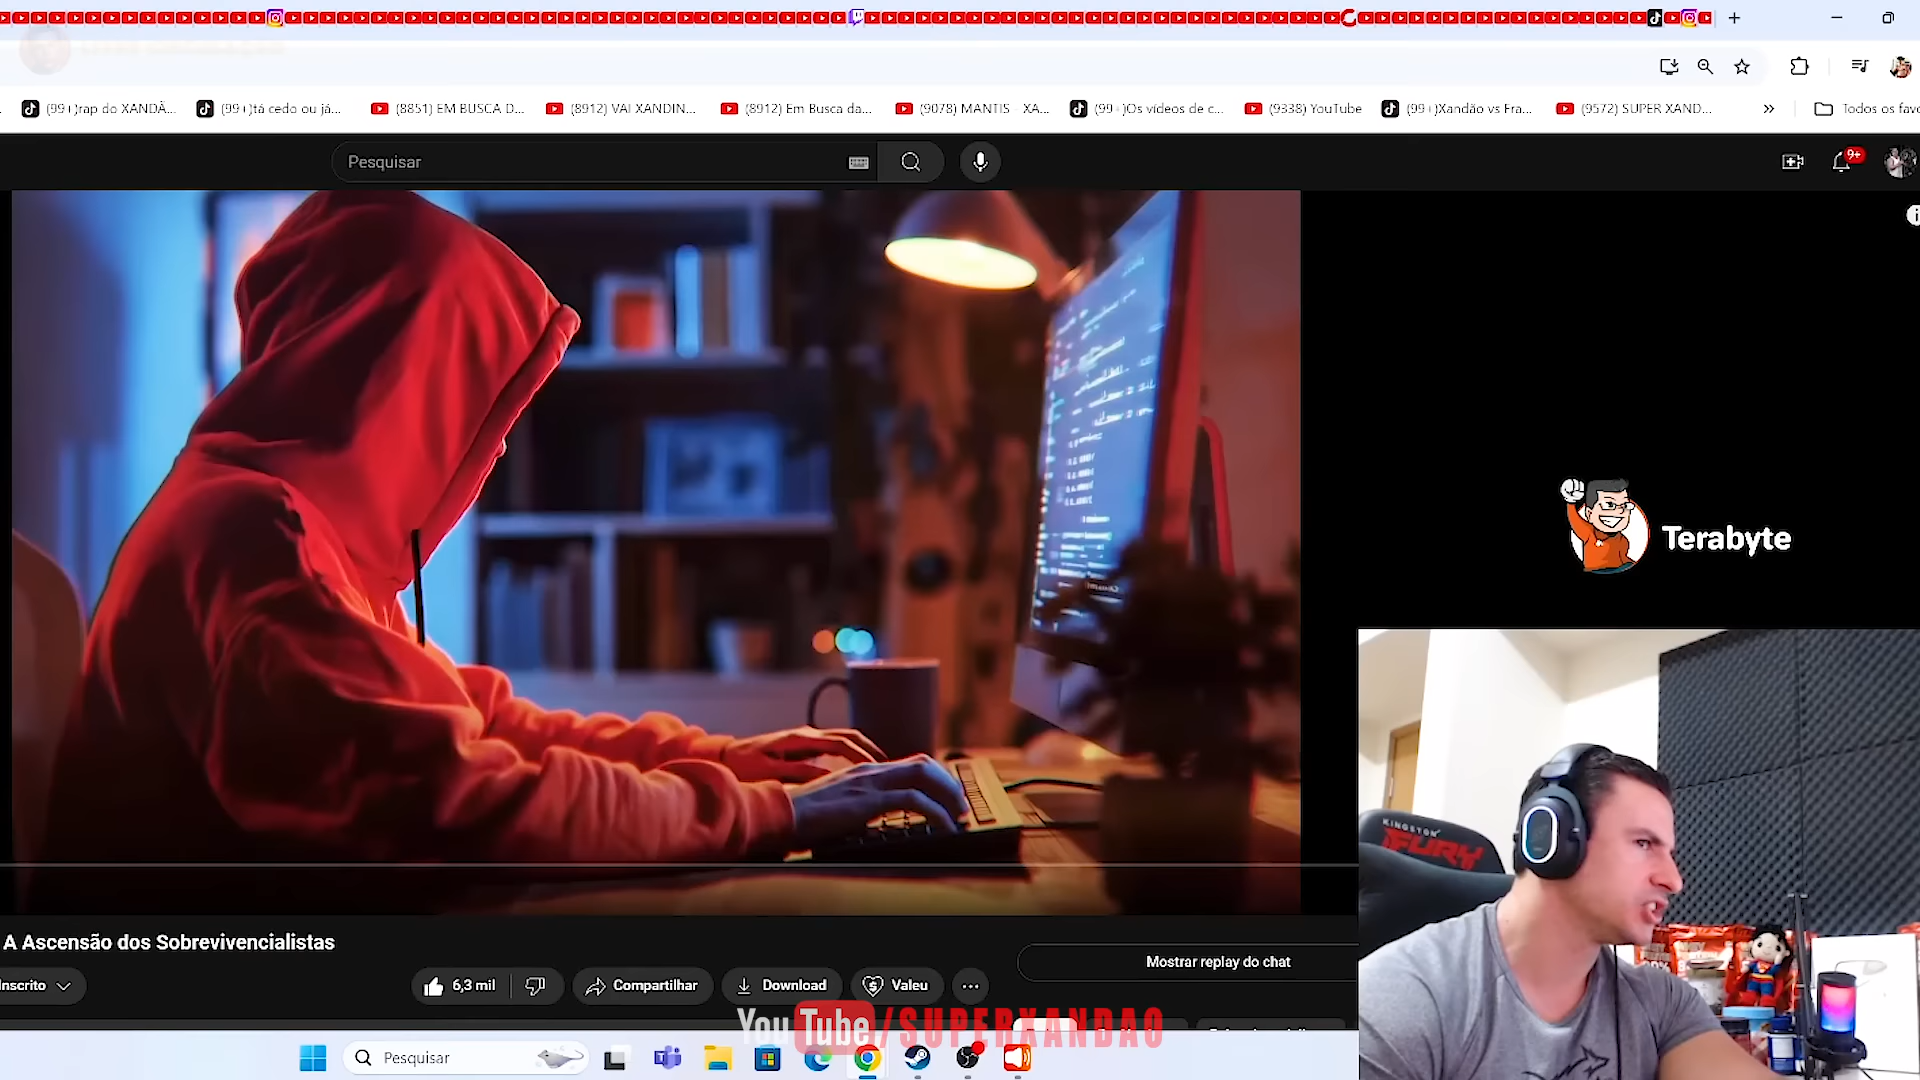 (99+)rap do XANDÃ... (99+)tá cedo ou já... (8851) EM BUSCA D... (8912) VAI XANDIN... (8912) Em Busca da... (9078) MANTIS - XA... (99+)Os vídeos de c... (9338) YouTube (99+)Xandão vs Fra... (9572) SUPER XAND... Todos os favo
Pesquisar
9+
Terabyte
KINGSTON
FURY
A Ascensão dos Sobrevivencialistas
Mostrar replay do chat
Inscrito 6,3 mil Compartilhar Download Valeu
YouTube/SUPERXANDAO
Pesquisar